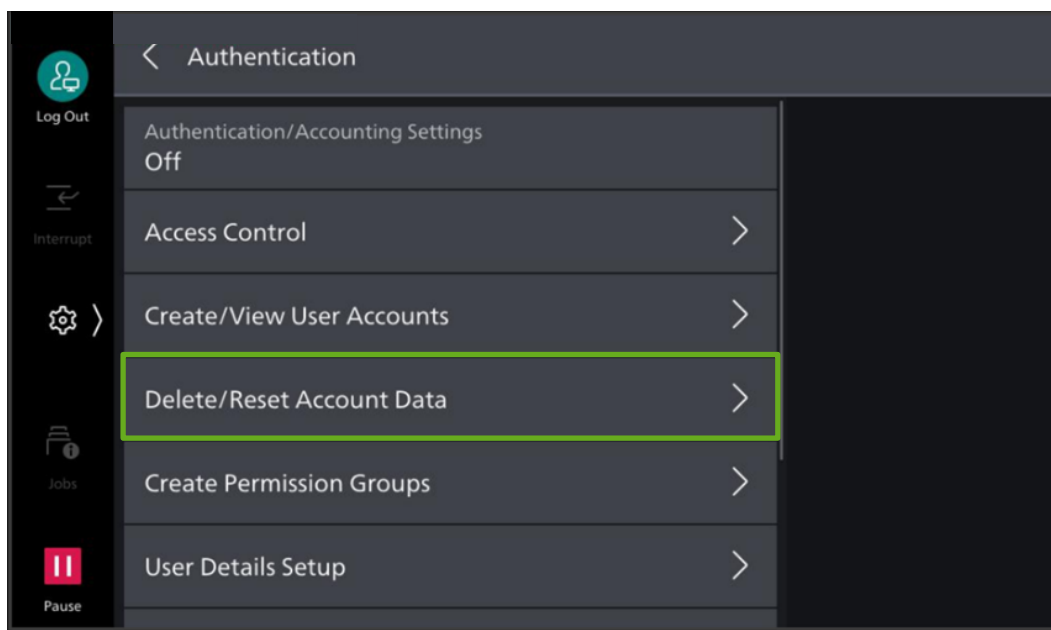 Authentication
Log Out
Authentication/Accounting Settings
Off
Interrupt
Access Control
Create/View User Accounts
Delete/Reset Account Data
Jobs
Create Permission Groups
User Details Setup
Pause